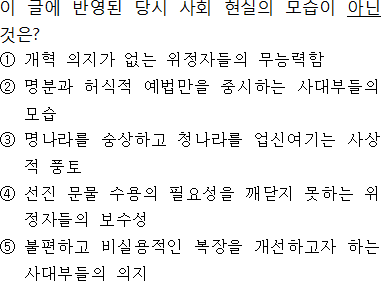 이 글에 반영된 당시 사회 현실의 모습이 아닌
것은?
① 개혁 의지가 없는 위정자들의 무능력함
② 명분과 허식적 예법만을 중시하는 사대부들의
모습
③ 명나라를 숭상하고 청나라를 업신여기는 사상
적 풍토
④ 선진 문물 수용의 필요성을 깨닫지 못하는 위
정자들의 보수성
⑤ 불편하고 비실용적인 복장을 개선하고자 하는
사대부들의 의지